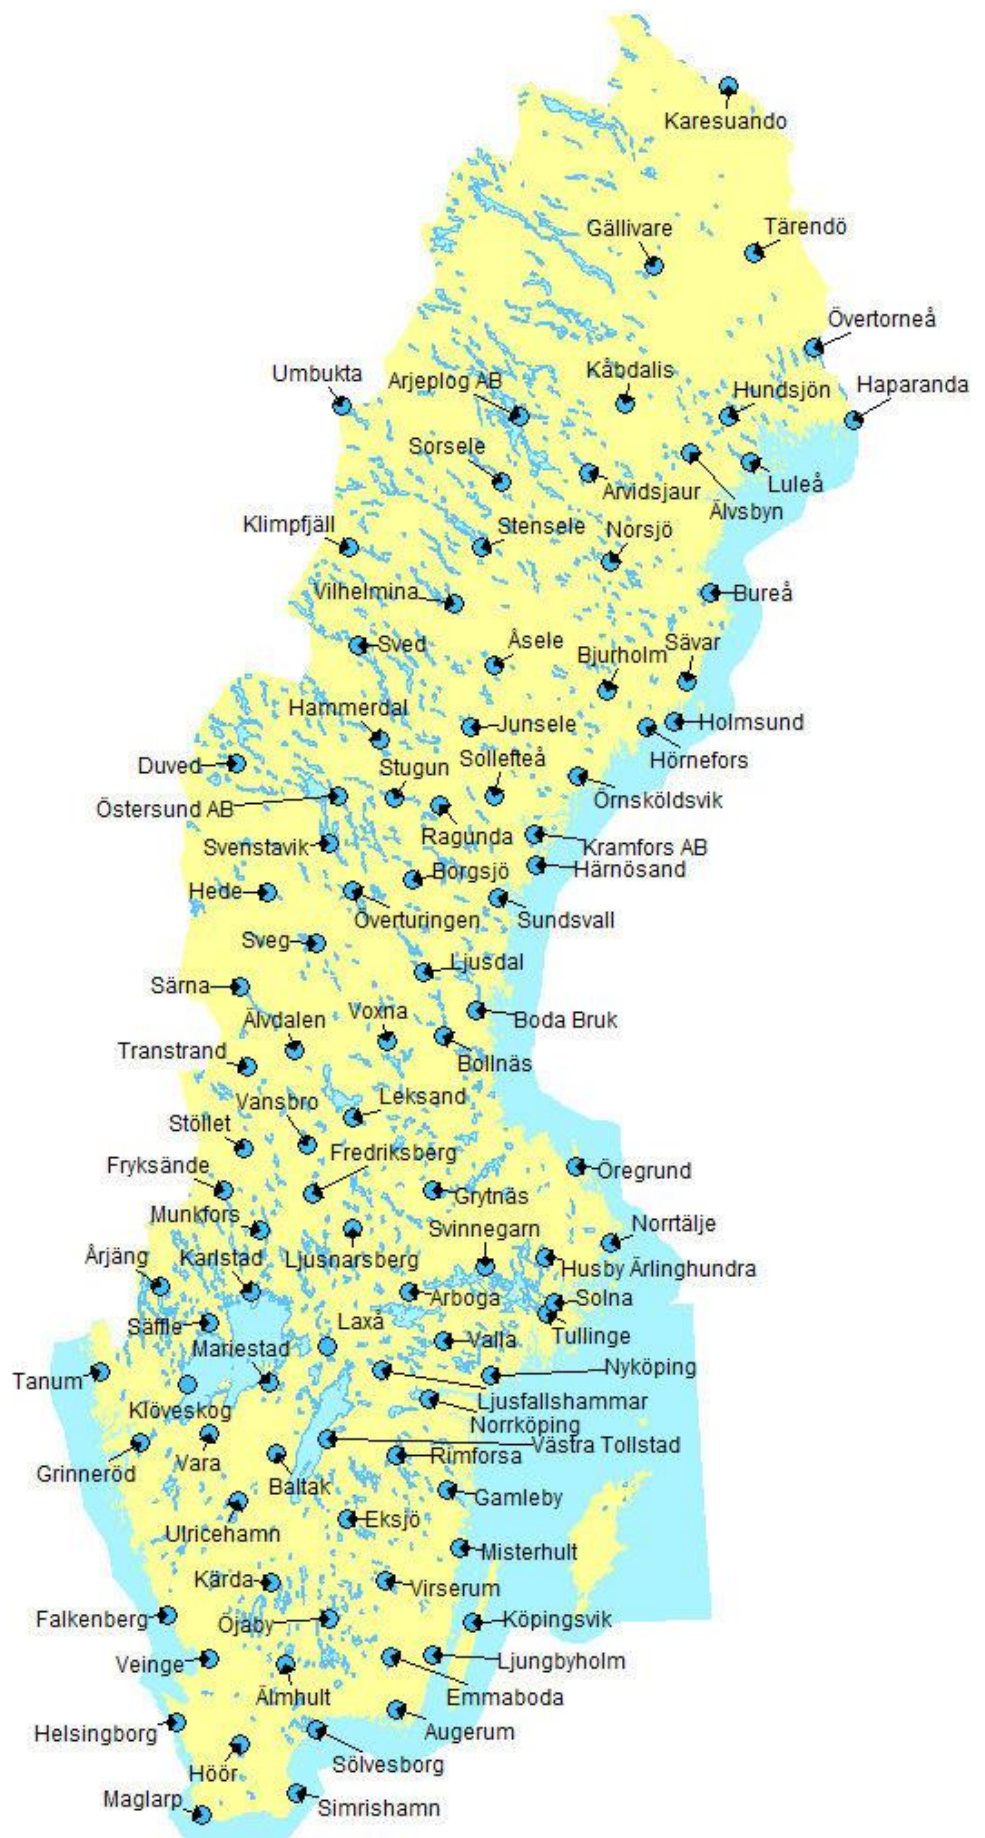 Karesuando
Gällivare
Tärendö
Övertorneå
Umbukta
Arjeplog AB
Kåbdalis
Hundsjön
Haparanda
Sorsele
Arvidsjaur
Luleå
Älvsbyn
Klimpfjäll
Stensele
Norsjö
Vilhelmina
Bureå
Sved
Åsele
Bjurholm
Sävar
Hammerdal
Junsele
Holmsund
Hörnefors
Duved
Stugun
Sollefteå
Östersund AB
Örnsköldsvik
Ragunda
Svenstavik
Kramfors AB
Borgsjö
Härnösand
Hede
Överturingen
Sundsvall
Sveg
Ljusdal
Särna
Älvdalen
Voxna
Boda Bruk
Transtrand
Bollnäs
Vansbro
Leksand
Stöllet
Fredriksberg
Fryksände
Öregrund
Grytnäs
Munkfors
Svinnegarn
Norrtälje
Årjäng
Karlstad
Ljusnarsberg
Husby Ärlinghundra
Arboga
Solna
Säffle
Laxå
Tullinge
Mariestad
Valla
Tanum
Nyköping
Klöveskog
Ljusfallshammar
Norrköping
Grinneröd
Vara
Västra Tollstad
Rimforsa
Baltak
Gamleby
Ulricehamn
Eksjö
Misterhult
Kärda
Virserum
Falkenberg
Öjaby
Köpingsvik
Veinge
Ljungbyholm
Älmhult
Emmaboda
Helsingborg
Augerum
Höör
Sölvesborg
Maglarp
Simrishamn